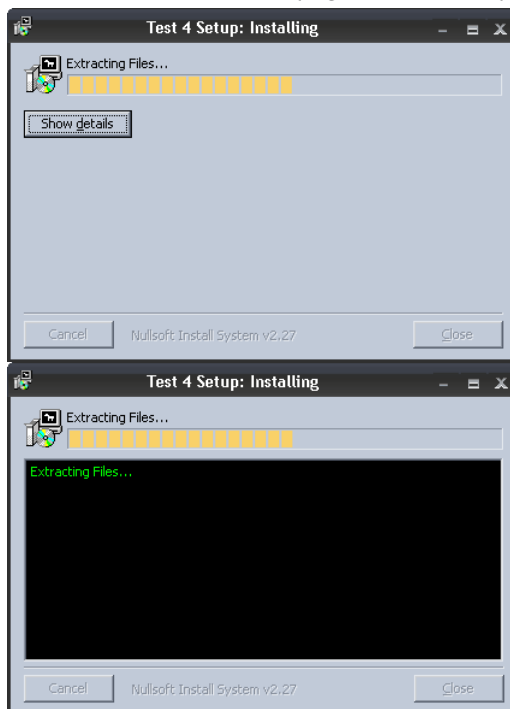 Test 4 Setup: Installing
Extracting Files...
Show details
Cancel
Nullsoft Install System v2.27
Close
Test 4 Setup: Installing
Extracting Files...
Extracting Files...
Cancel
Nullsoft Install System v2.27
Close